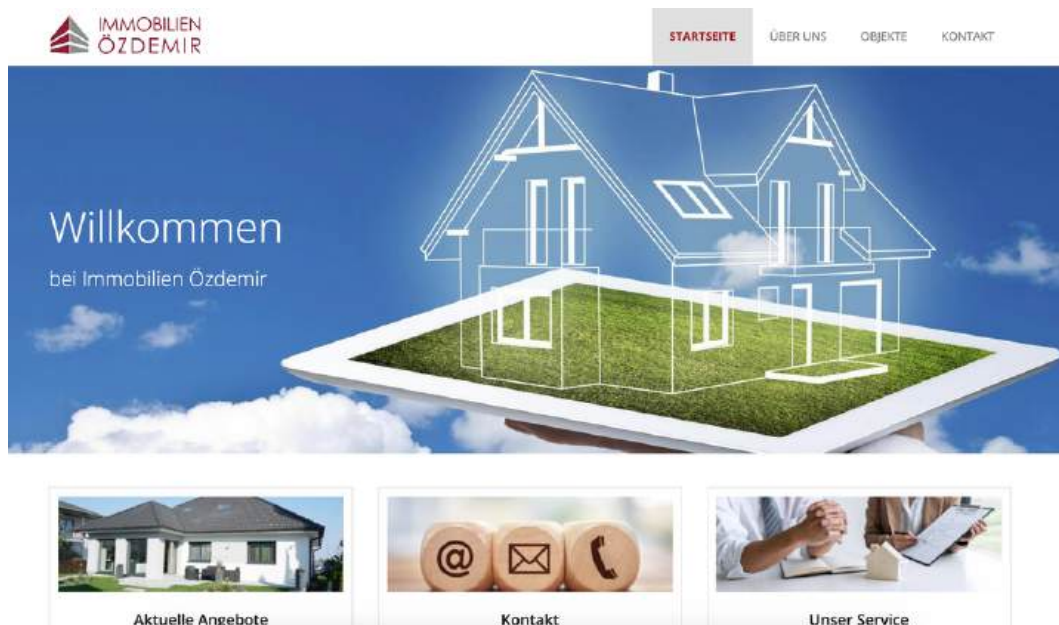 IMMOBILIEN
ÖZDEMIR
STARTSEITE ÜBER UNS OBJEKTE KONTAKT
Willkommen
bei Immobilien Özdemir
@
Aktuelle Angebote Kontakt Unser Service